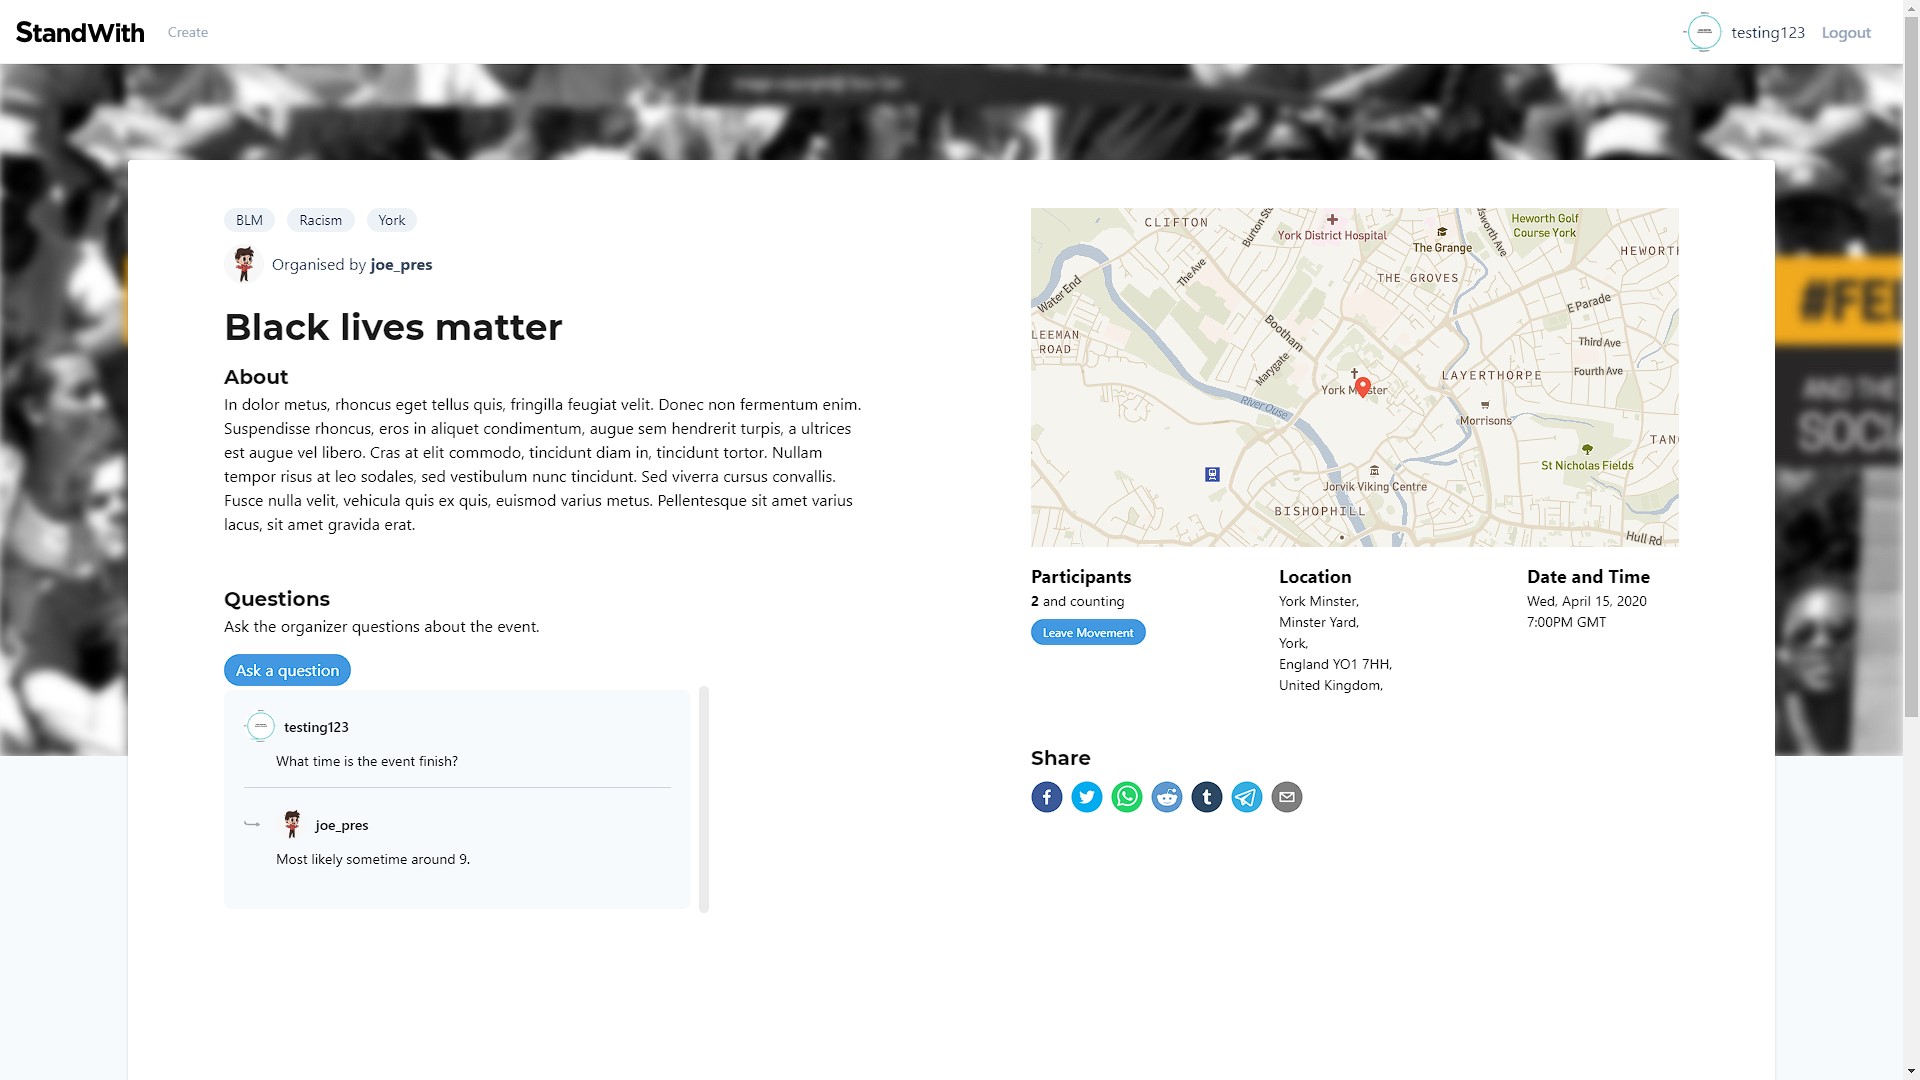 StandWith
Create
testing123
Logout
BLM
Racism
York
Organised by joe_pres
Black lives matter
About
In dolor metus, rhoncus eget tellus quis, fringilla feugiat velit. Donec non fermentum enim.
Suspendisse rhoncus, eros in aliquet condimentum, augue sem hendrerit turpis, a ultrices
est augue vel libero. Cras at elit commodo, tincidunt diam in, tincidunt tortor. Nullam
tempor risus at leo sodales, sed vestibulum nunc tincidunt. Sed viverra cursus convallis.
Fusce nulla velit, vehicula quis ex quis, euismod varius metus. Pellentesque sit amet varius
lacus, sit amet gravida erat.
Questions
Ask the organizer questions about the event.
Ask a question
testing123
What time is the event finish?
joe_pres
Most likely sometime around 9.
CLIFTON
Burton St
York District Hospital
The Grange
Heworth Golf
Course York
HEWORT
The Ave
THE GROVES
Water End
E Parade
LEEMAN
ROAD
Bootham
Third Ave
Marygate
Fourth Ave
LAYERTHORPE
York Minster
River Ouse
Morrisons
TAN
St Nicholas Fields
Jorvik Viking Centre
BISHOPHILL
Hull Rd
Participants
2 and counting
Leave Movement
Location
York Minster,
Minster Yard,
York,
England YO1 7HH,
United Kingdom,
Date and Time
Wed, April 15, 2020
7:00PM GMT
Share
#FE
AND THE
SOCI